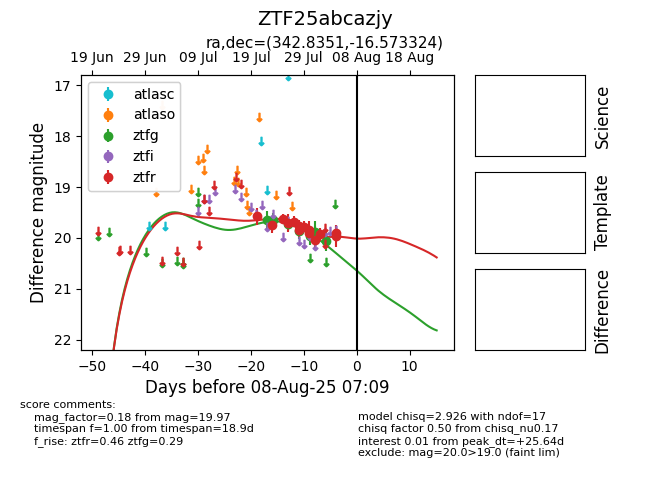 ZTF25abcazjy
ra,dec=(342.8351,-16.573324)
19 Jun 29 Jun 09 Jul 19 Jul 29 Jul 08 Aug 18 Aug
17
18
19
20
21
22
Difference magnitude
atlasc
atlaso
ztfg
ztfi
ztfr
−50 −40 −30 −20 −10 0 10
Days before 08-Aug-25 07:09
Science
Template
Difference
score comments:
mag_factor=0.18 from mag=19.97
timespan f=1.00 from timespan=18.9d
f_rise: ztfr=0.46 ztfg=0.29
model chisq=2.926 with ndof=17
chisq factor 0.50 from chisq_nu0.17
interest 0.01 from peak_dt=+25.64d
exclude: mag=20.0>19.0 (faint lim)